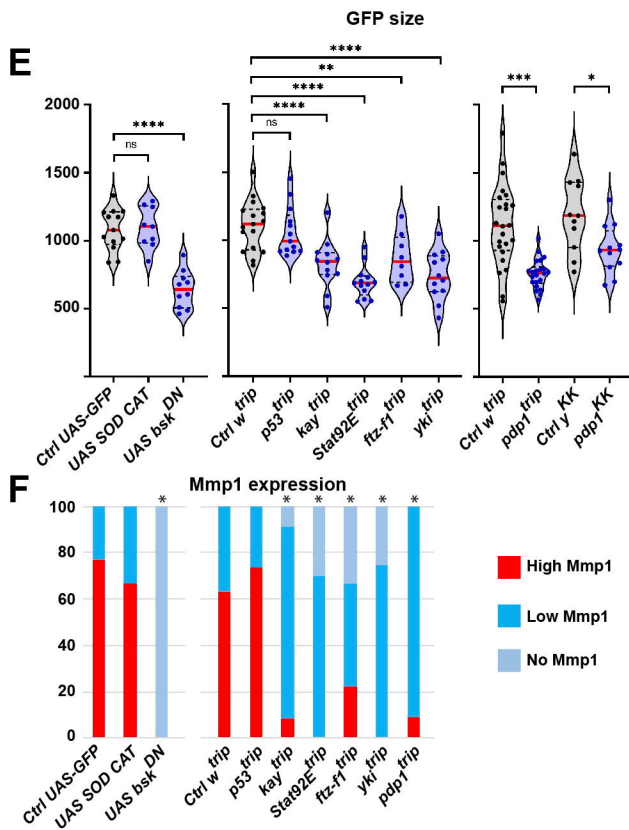 GFP size
E
**** 
** 
**** 
**** 
ns
**** 
ns
*** *
2000
1500
1000
500
Ctrl UAS-GFP
UAS SOD CAT
UAS bsk DN
Ctrl w trip
p53 trip
kay trip
Stat92E trip
ftz-f1 trip
yki trip
Ctrl w trip
pdp1 trip
Ctrl y KK
pdp1 KK
F
Mmp1 expression
* * * * * *
100
80
60
40
20
0
High Mmp1
Low Mmp1
No Mmp1
Ctrl UAS-GFP
UAS SOD CAT
UAS bsk DN
Ctrl w trip
p53 trip
kay trip
Stat92E trip
ftz-f1 trip
yki trip
pdp1 trip